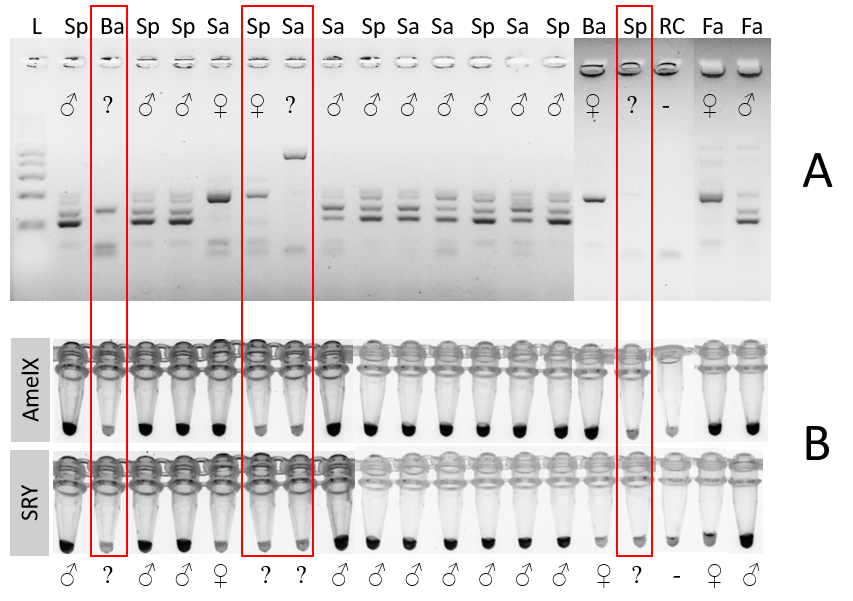 L Sp Ba Sp Sp Sa Sp Sa Sa Sp Sa Sa Sp Sa Sp Ba Sp RC Fa Fa
♂ ? ♂ ♂ ♀ ♀ ? ♂ ♂ ♂ ♂ ♂ ♂ ♂ ♀ ? - ♀ ♂
A
AmelX
B
SRY
♂ ? ♂ ♂ ♀ ? ? ♂ ♂ ♂ ♂ ♂ ♂ ♂ ♀ ? - ♀ ♂